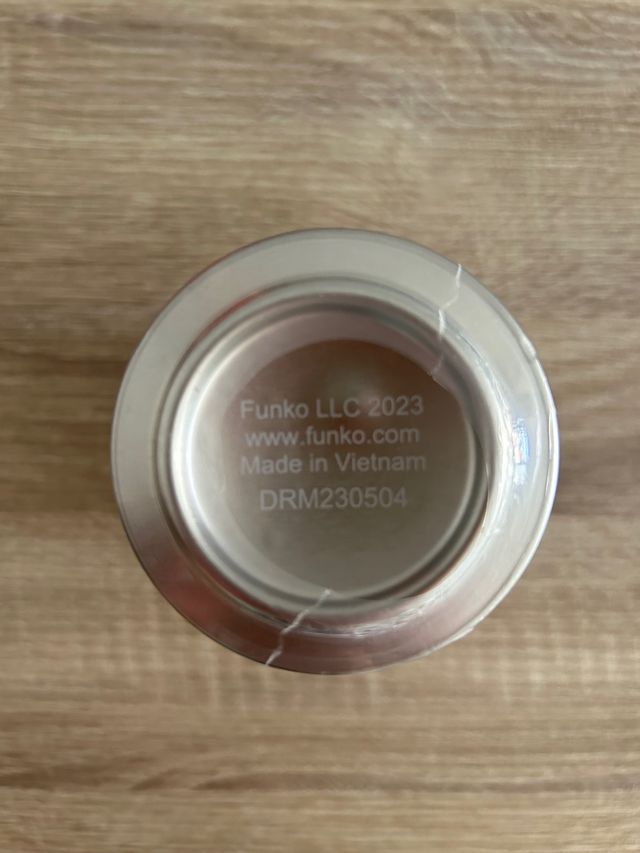 Funko LLC 2023
www.funko.com
Made in Vietnam
DRM230504